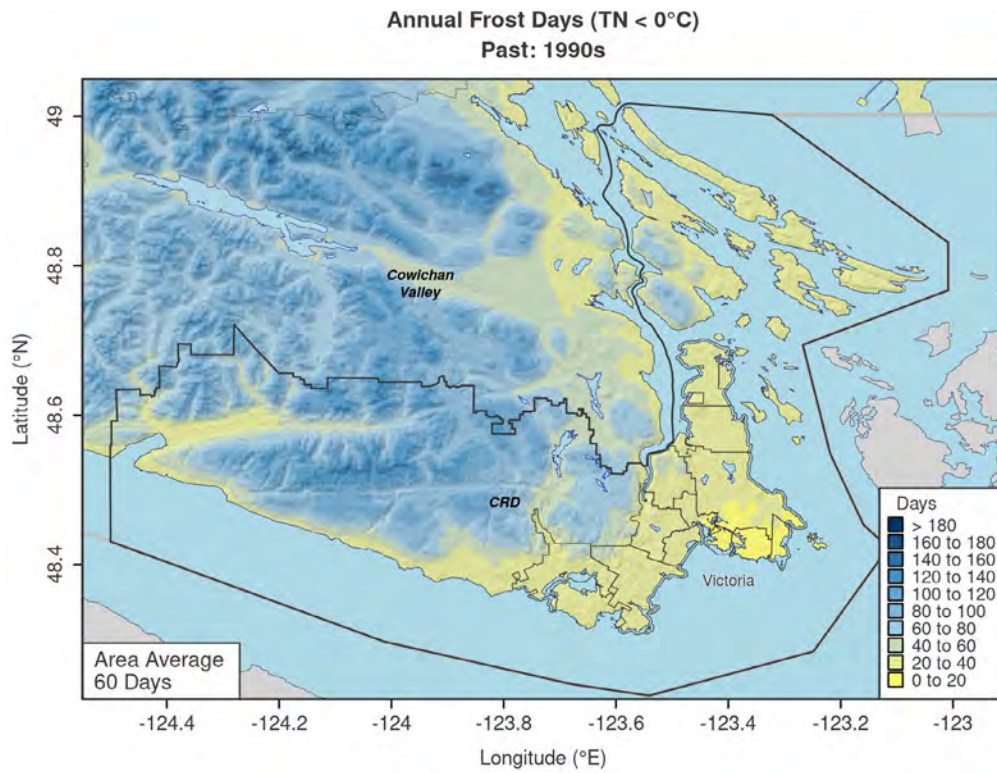 Annual Frost Days (TN < 0°C)
Past: 1990s
Latitude (°N)
49
48.8
48.6
48.4
Cowichan
Valley
CRD
Victoria
Days
> 180
160 to 180
140 to 160
120 to 140
100 to 120
80 to 100
60 to 80
40 to 60
20 to 40
0 to 20
Area Average
60 Days
-124.4
-124.2
-124
-123.8
-123.6
-123.4
-123.2
-123
Longitude (°E)